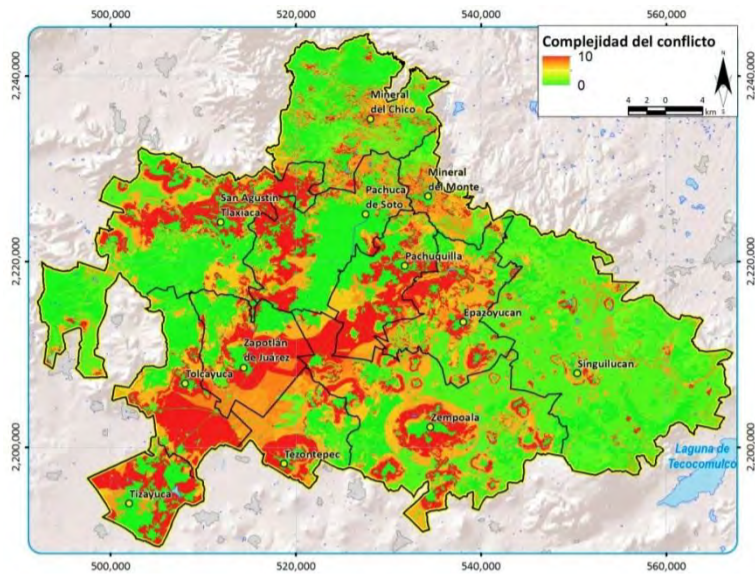 500,000
520,000
540,000
560,000
2,240,000
2,220,000
2,200,000
Complejidad del conflicto
10
0
N
S
4 2 0 4
km
Mineral
del Chico
Mineral
del Monte
San Agustín
Tlaxiaca
Pachuca
de Soto
Pachuquilla
Epazoyucan
Zapotlán
de Juárez
Singuilucan
Tolcayuca
Zempoala
Tezontepec
Laguna de
Tecocomulco
Tizayuca
2,240,000
2,220,000
2,200,000
500,000
520,000
540,000
560,000